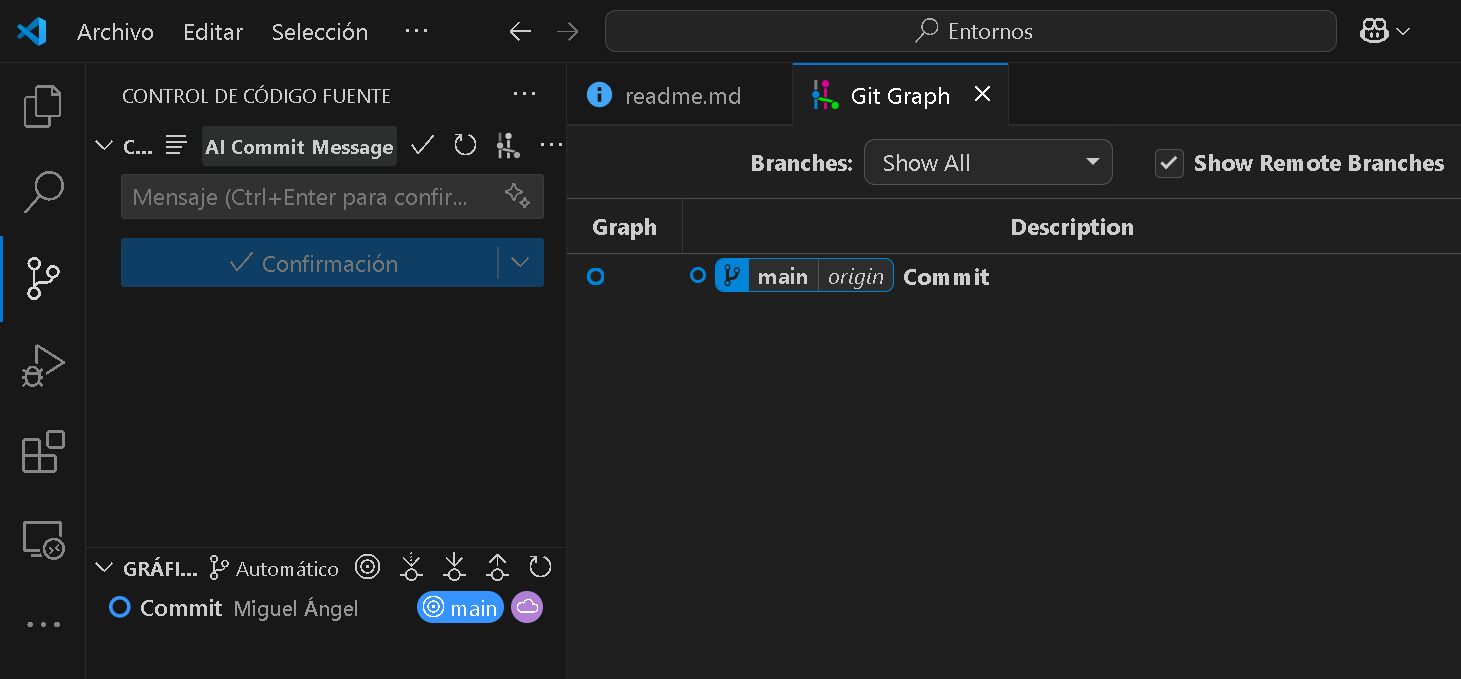 Archivo Editar Selección ··· Entornos
CONTROL DE CÓDIGO FUENTE ···
C... AI Commit Message ···
Mensaje (Ctrl+Enter para confir...
Confirmación
GRÁFI... Automático
Commit Miguel Ángel main
readme.md Git Graph
Branches: Show All Show Remote Branches
Graph Description
main origin Commit